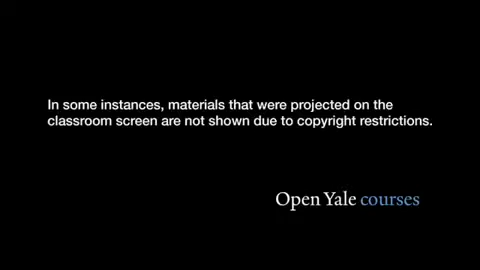 In some instances, materials that were projected on the
classroom screen are not shown due to copyright restrictions.
Open Yale courses